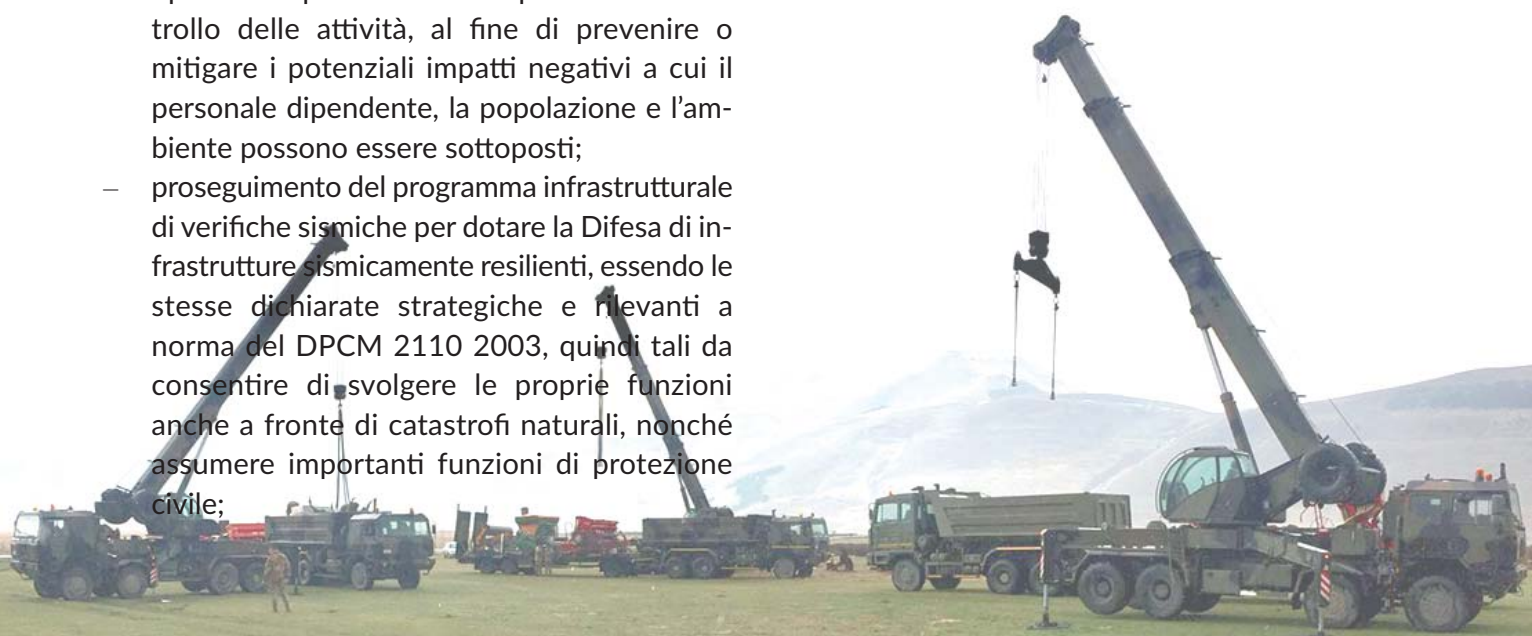 trollo delle attività, al fine di prevenire o
mitigare i potenziali impatti negativi a cui il
personale dipendente, la popolazione e l’am-
biente possono essere sottoposti;
– proseguimento del programma infrastrutturale
di verifiche sismiche per dotare la Difesa di in-
frastrutture sismicamente resilienti, essendo le
stesse dichiarate strategiche e rilevanti a
norma del DPCM 2110 2003, quindi tali da
consentire di svolgere le proprie funzioni
anche a fronte di catastrofi naturali, nonché
assumere importanti funzioni di protezione
civile;